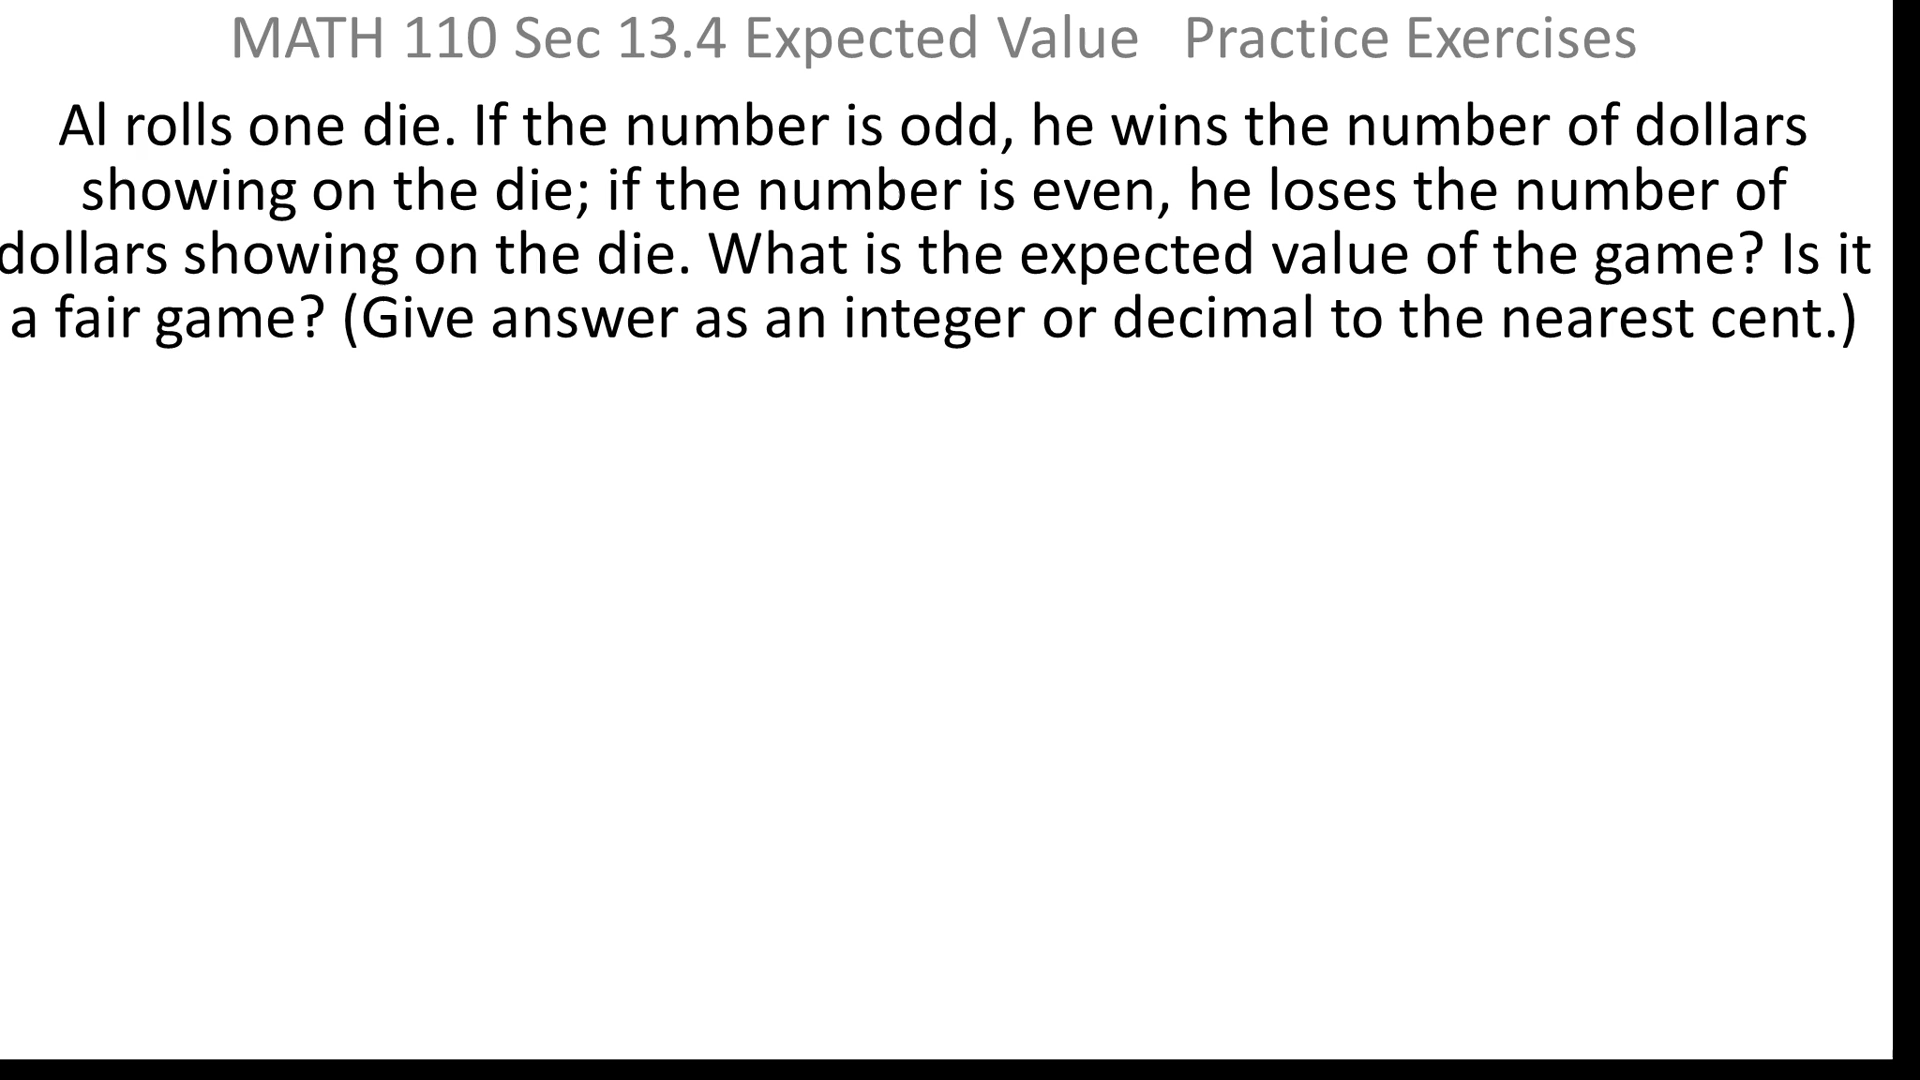 MATH 110 Sec 13.4 Expected Value Practice Exercises
Al rolls one die. If the number is odd, he wins the number of dollars
showing on the die; if the number is even, he loses the number of
dollars showing on the die. What is the expected value of the game? Is it
a fair game? (Give answer as an integer or decimal to the nearest cent.)